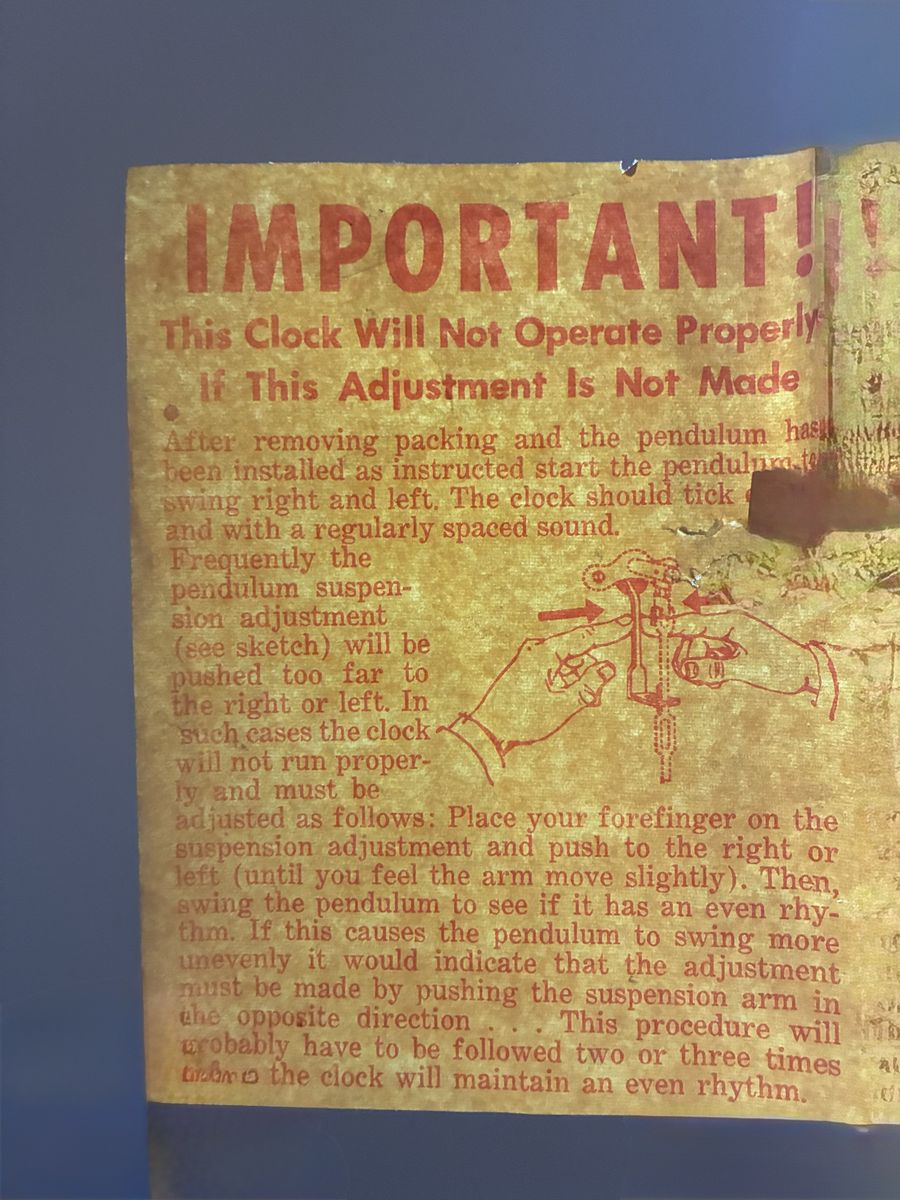 IMPORTANT!
This Clock Will Not Operate Properly
If This Adjustment Is Not Made
After removing packing and the pendulum has
been installed as instructed start the pendulum to
swing right and left. The clock should tick
and with a regularly spaced sound.
Frequently the
pendulum suspen-
sion adjustment
(see sketch) will be
pushed too far to
the right or left. In
such cases the clock
will not run proper-
ly and must be
adjusted as follows: Place your forefinger on the
suspension adjustment and push to the right or
left (until you feel the arm move slightly). Then,
swing the pendulum to see if it has an even rhy-
thm. If this causes the pendulum to swing more
unevenly it would indicate that the adjustment
must be made by pushing the suspension arm in
the opposite direction . . . This procedure will
probably have to be followed two or three times
the clock will maintain an even rhythm.